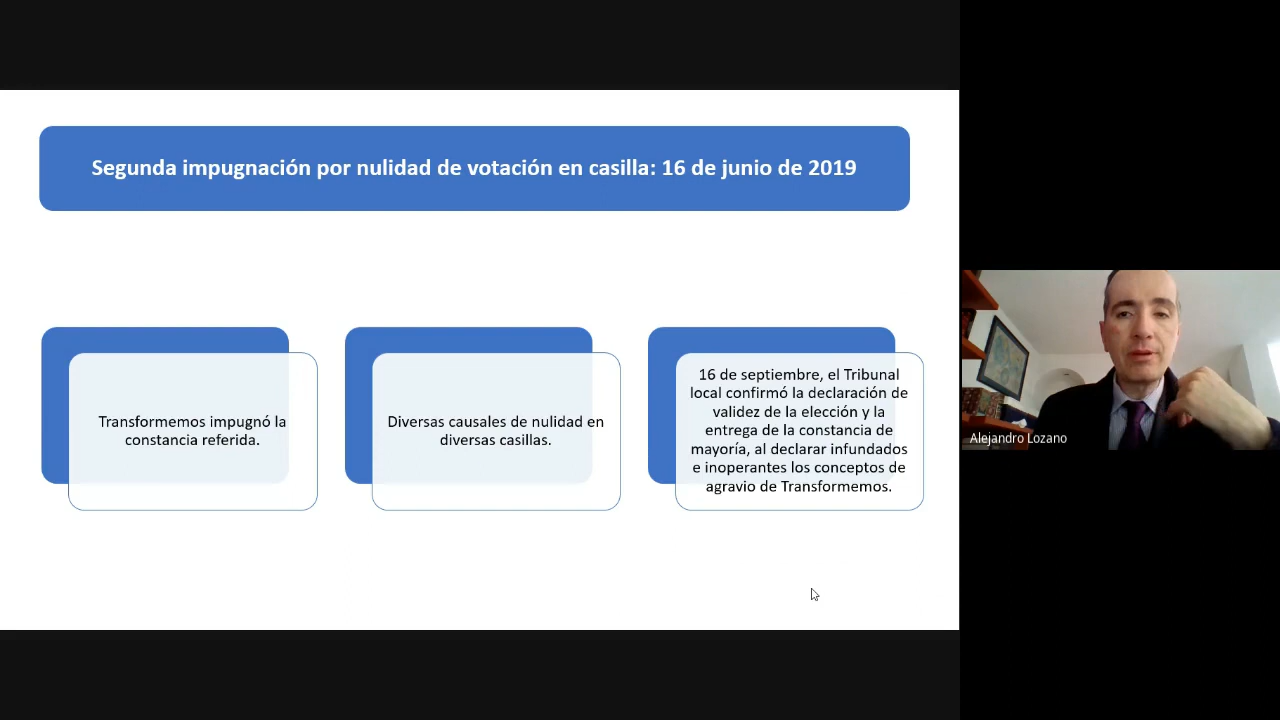 Segunda impugnación por nulidad de votación en casilla: 16 de junio de 2019
Transformemos impugnó la
constancia referida.
Diversas causales de nulidad en
diversas casillas.
16 de septiembre, el Tribunal
local confirmó la declaración de
validez de la elección y la
entrega de la constancia de
mayoría, al declarar infundados
e inoperantes los conceptos de
agravio de Transformemos.
Alejandro Lozano